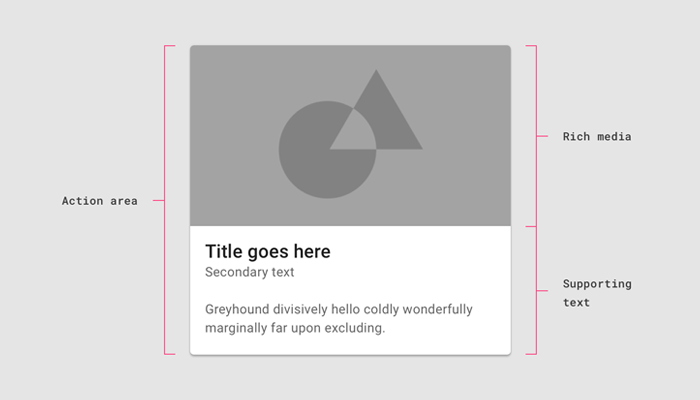 Action area
Rich media
Title goes here
Secondary text
Greyhound divisively hello coldly wonderfully
marginally far upon excluding.
Supporting
text